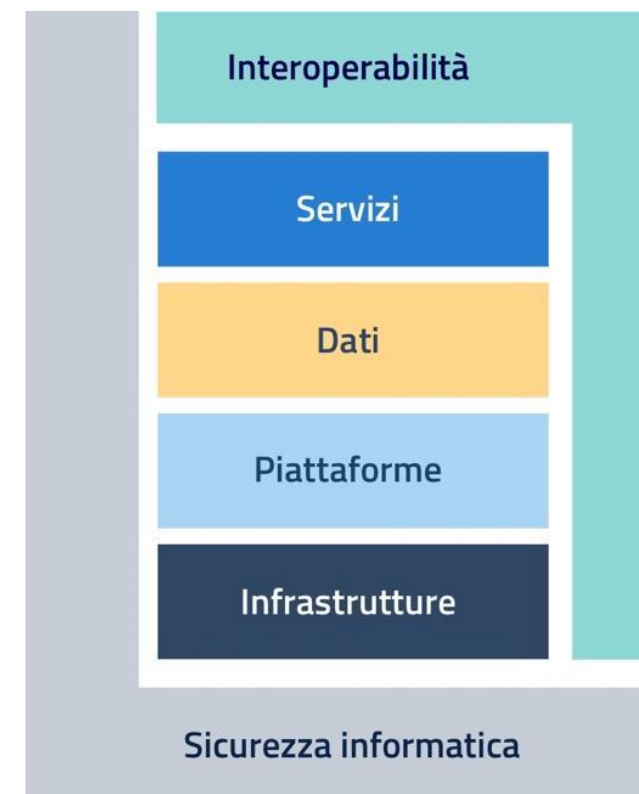 Interoperabilità
Servizi
Dati
Piattaforme
Infrastrutture
Sicurezza informatica